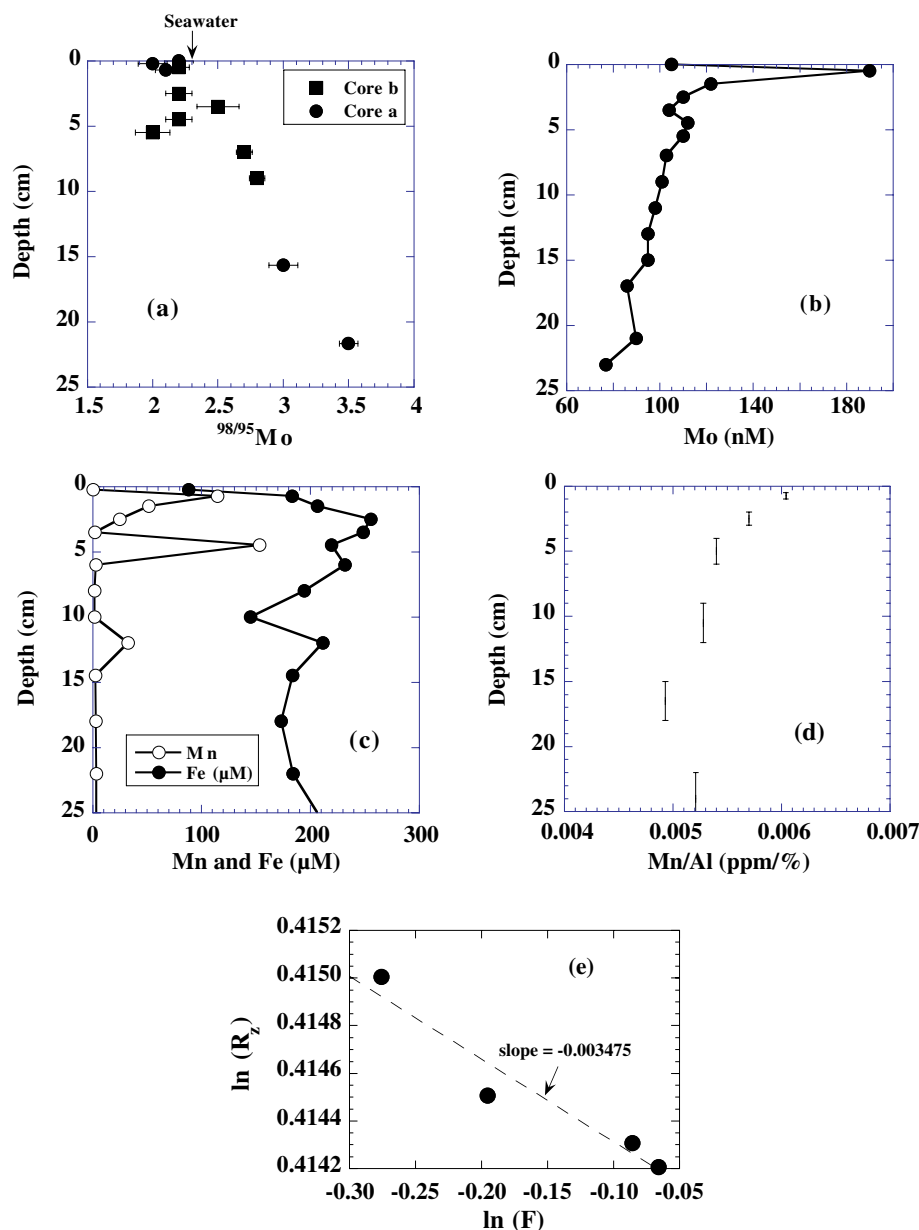 Seawater
0
5
10
15
20
25
Depth (cm)
Core b
Core a
(a)
1.5 2 2.5 3 3.5 4
98/95Mo
0
5
10
15
20
25
Depth (cm)
(b)
60 100 140 180
Mo (nM)
0
5
10
15
20
25
Depth (cm)
Mn
Fe (µM)
(c)
0 100 200 300
Mn and Fe (µM)
0
5
10
15
20
25
Depth (cm)
(d)
0.004 0.005 0.006 0.007
Mn/Al (ppm/%)
0.4152
0.4150
0.4148
0.4146
0.4144
0.4142
ln (Rz)
(e)
slope = -0.003475
-0.30 -0.25 -0.20 -0.15 -0.10 -0.05
ln (F)